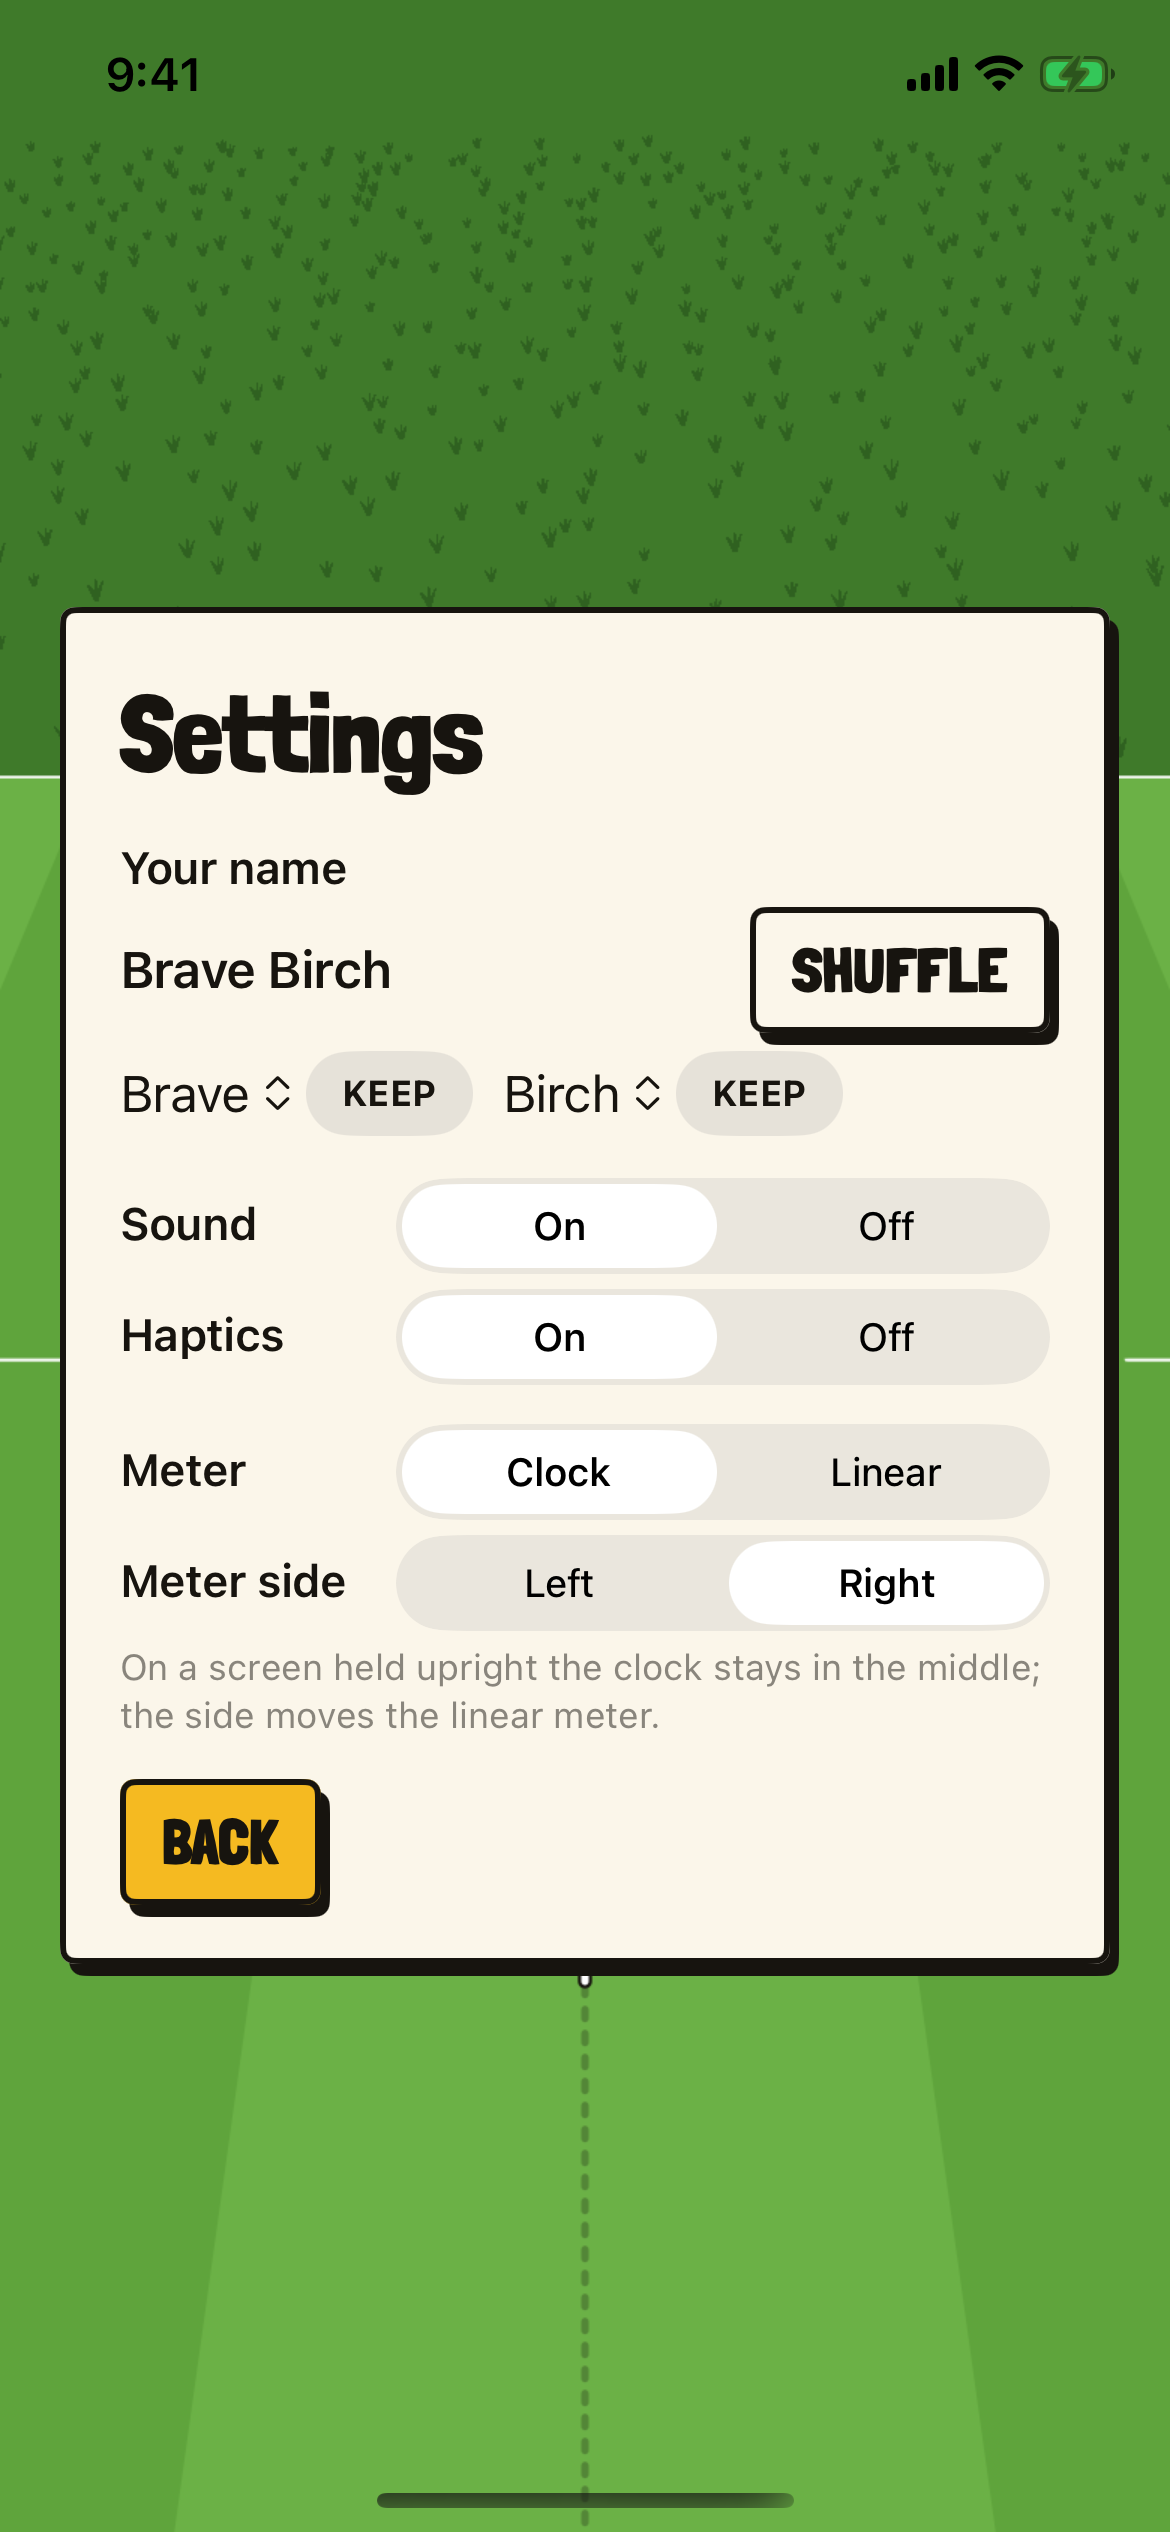 9:41
Settings
Your name
Brave Birch
SHUFFLE
Brave KEEP Birch KEEP
Sound On Off
Haptics On Off
Meter Clock Linear
Meter side Left Right
On a screen held upright the clock stays in the middle;
the side moves the linear meter.
BACK